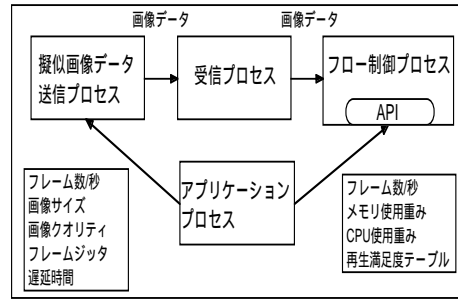 画像データ
画像データ
擬似画像データ
送信プロセス
受信プロセス
フロー制御プロセス
API
アプリケーション
プロセス
フレーム数/秒
画像サイズ
画像クオリティ
フレームジッタ
遅延時間
フレーム数/秒
メモリ使用重み
CPU使用重み
再生満足度テーブル